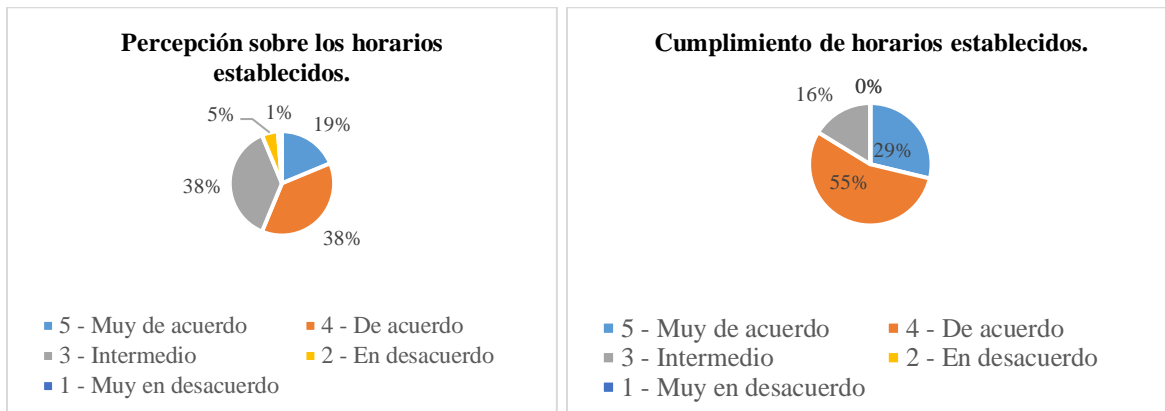 Percepción sobre los horarios
establecidos.
5%
1%
19%
38%
38%
5 - Muy de acuerdo
4 - De acuerdo
3 - Intermedio
2 - En desacuerdo
1 - Muy en desacuerdo
Cumplimiento de horarios establecidos.
16%
0%
0%
29%
55%
5 - Muy de acuerdo
4 - De acuerdo
3 - Intermedio
2 - En desacuerdo
1 - Muy en desacuerdo